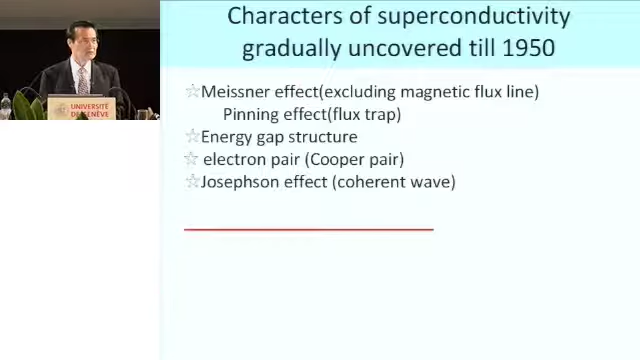 Characters of superconductivity
gradually uncovered till 1950
☆Meissner effect(excluding magnetic flux line)
Pinning effect(flux trap)
☆Energy gap structure
☆ electron pair (Cooper pair)
☆Josephson effect (coherent wave)
UNIVERSITÉ
DE GENÈVE